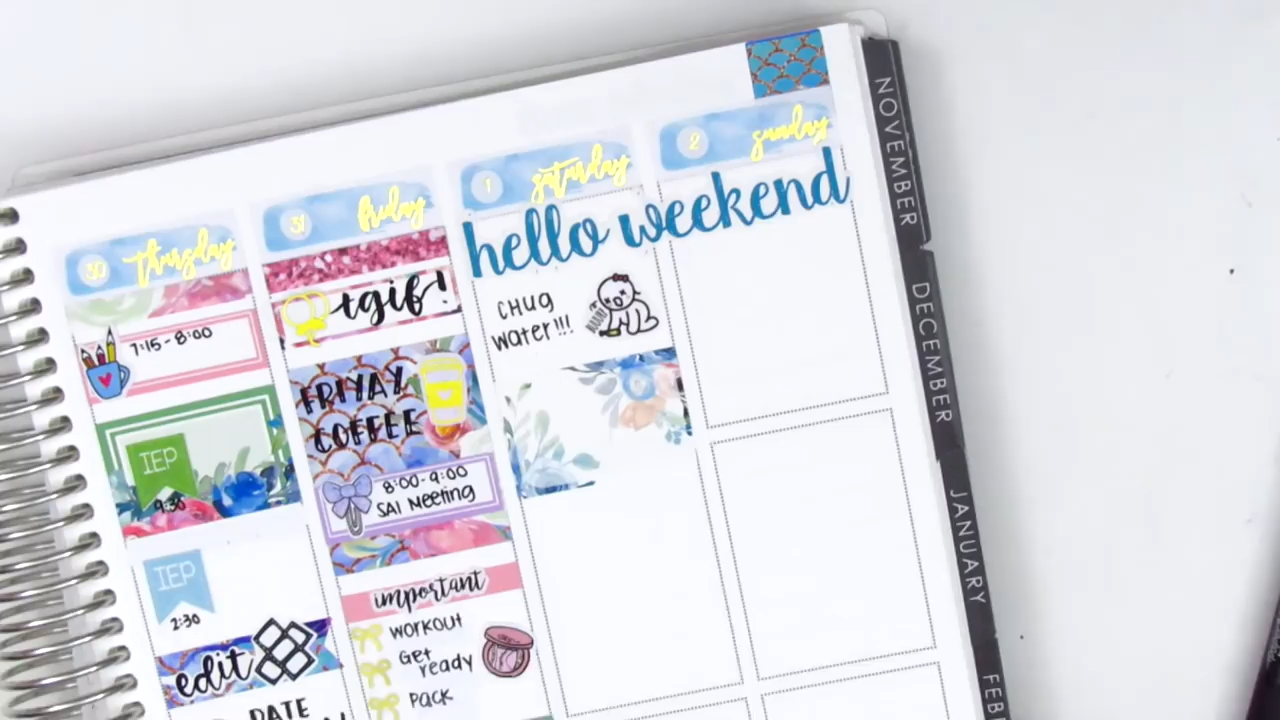 30 thursday
7:15-8:00
IEP
9:30
IEP
2:30
edit
DATE
31 friday
tgif!
FRIYAY
COFFEE
8:00-9:00
SAI Meeting
important
workout
Get
ready
Pack
1 saturday
2 sunday
hello weekend
CHUG
water!!!
NOVEMBER
DECEMBER
JANUARY
FEB